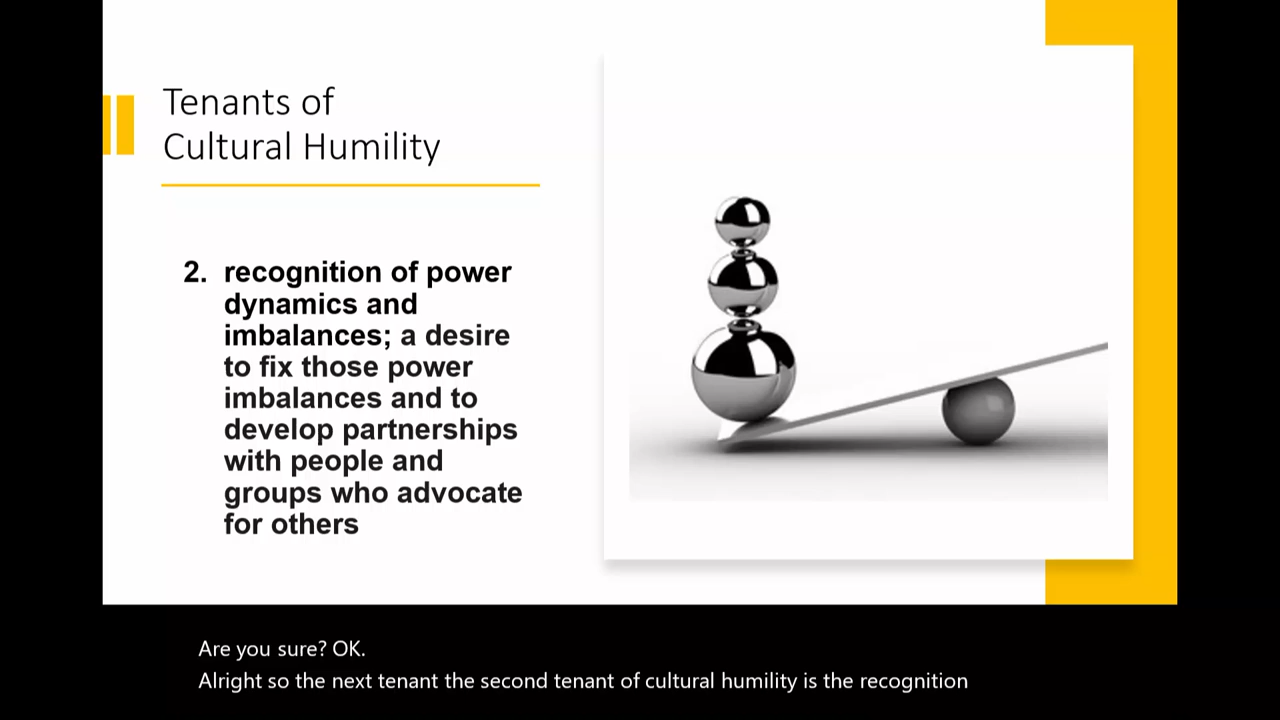 Tenants of
Cultural Humility
2. recognition of power
dynamics and
imbalances; a desire
to fix those power
imbalances and to
develop partnerships
with people and
groups who advocate
for others
Are you sure? OK.
Alright so the next tenant the second tenant of cultural humility is the recognition